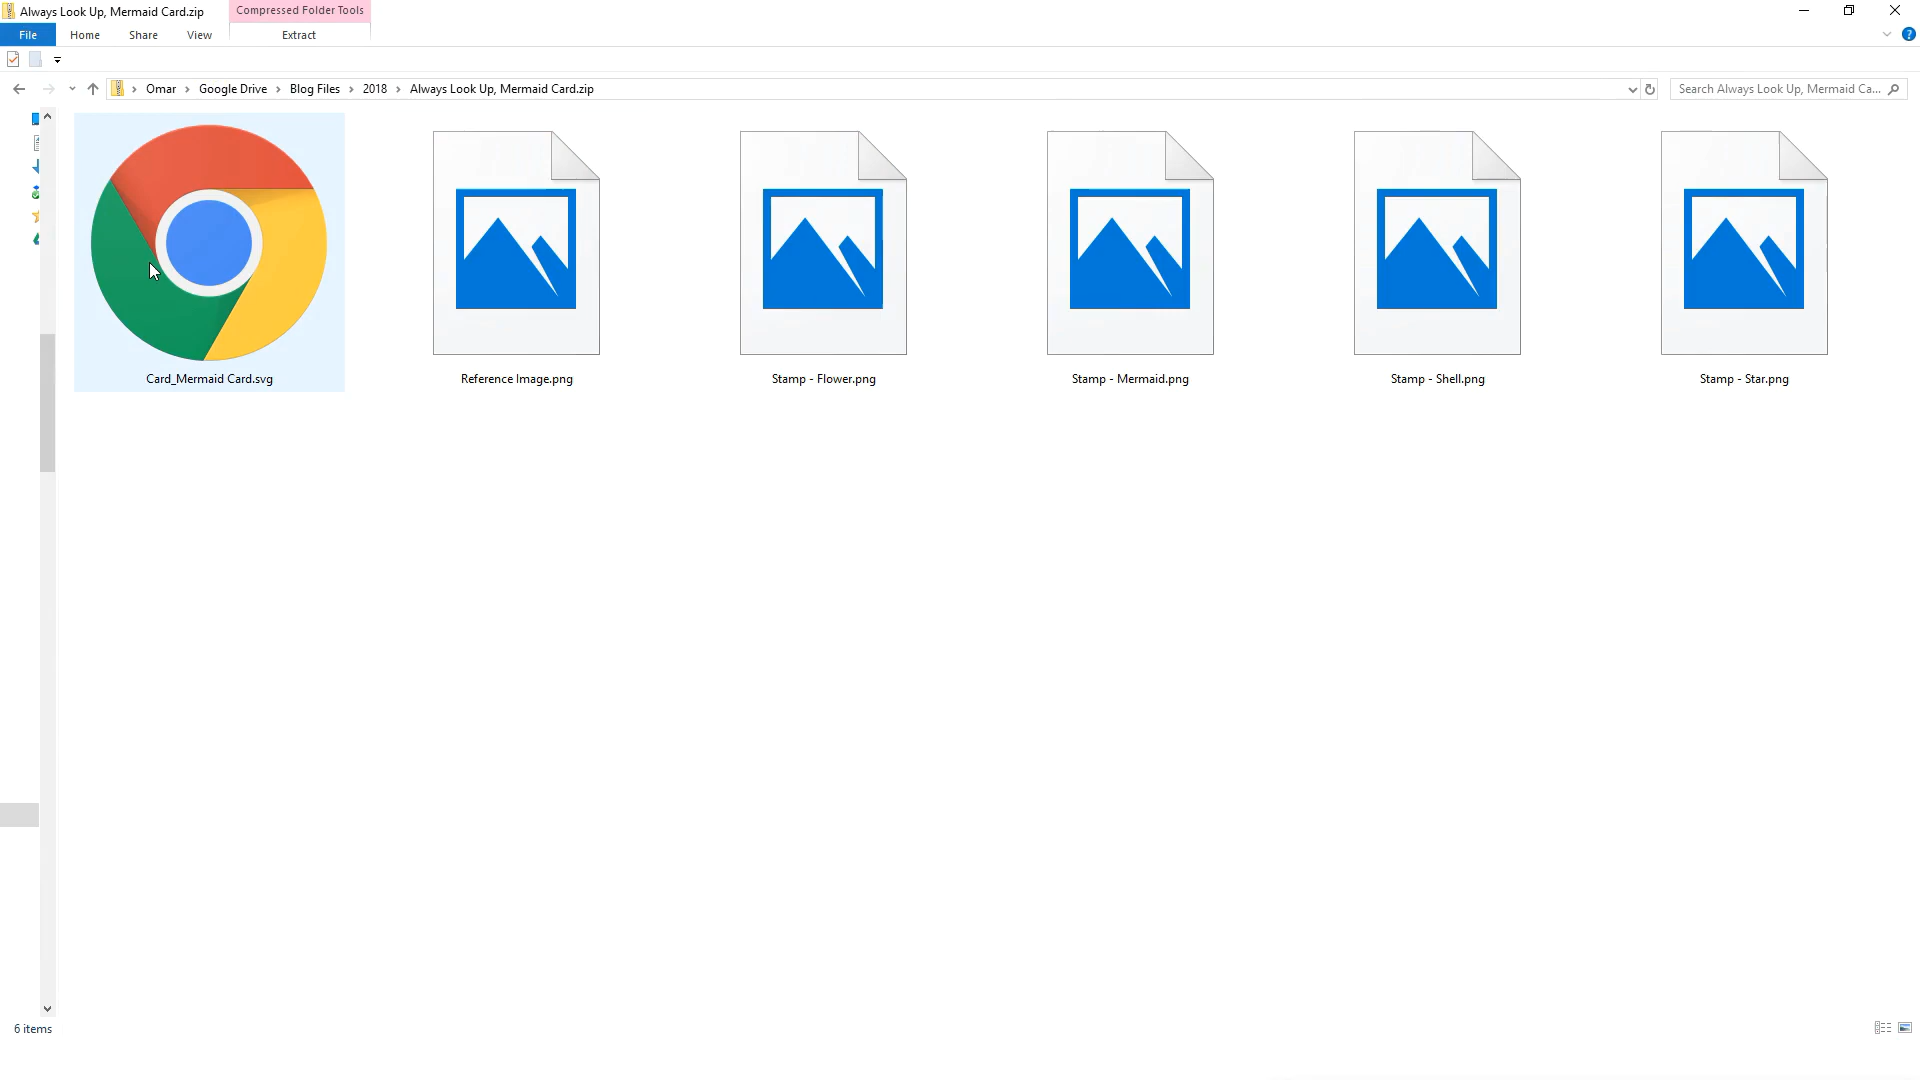 Always Look Up, Mermaid Card.zip
Compressed Folder Tools
File
Home
Share
View
Extract
Omar > Google Drive > Blog Files > 2018 > Always Look Up, Mermaid Card.zip
Search Always Look Up, Mermaid Ca...
Card_Mermaid Card.svg
Reference Image.png
Stamp - Flower.png
Stamp - Mermaid.png
Stamp - Shell.png
Stamp - Star.png
6 items